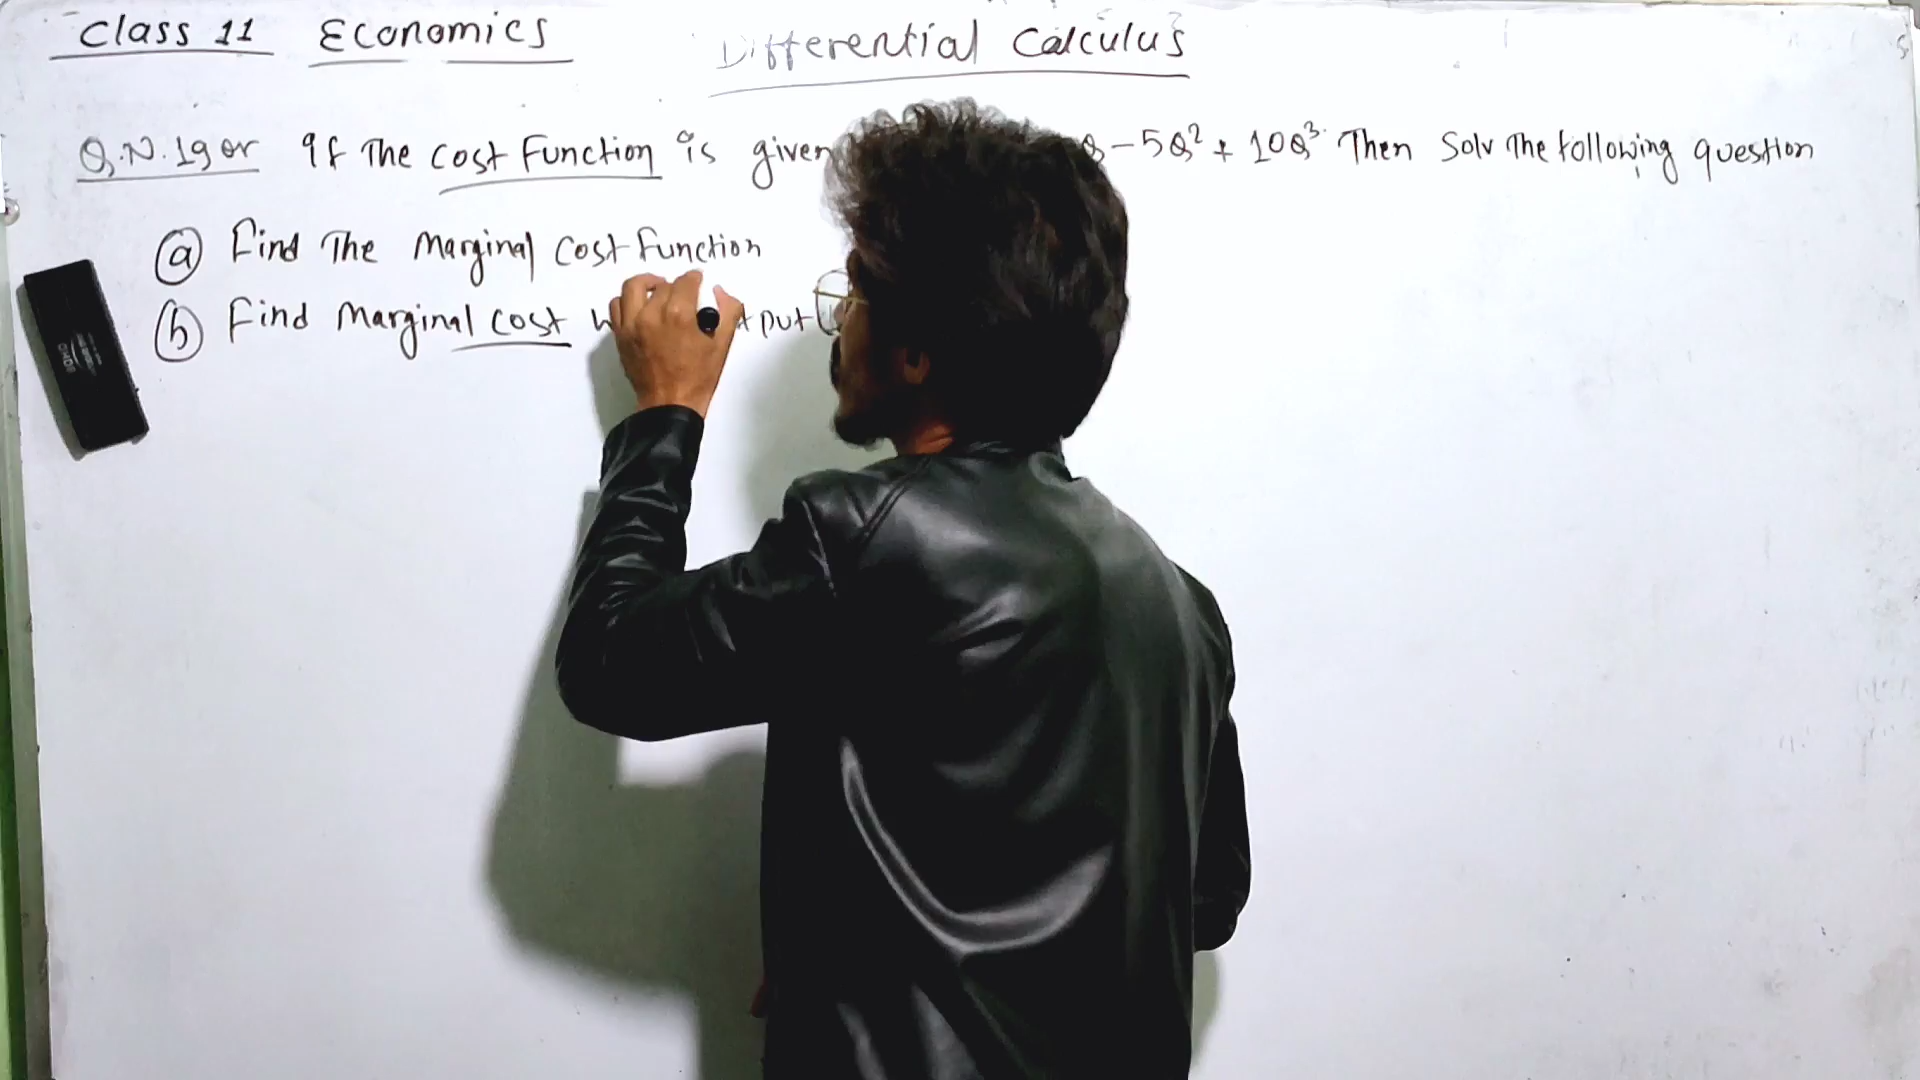 Class 11 Economics Differential Calculus
Q.N.19 or If The Cost Function is given Q - 5Q² + 10Q³. Then Solv The following question
(a) Find The Marginal Cost Function
(b) Find Marginal Cost